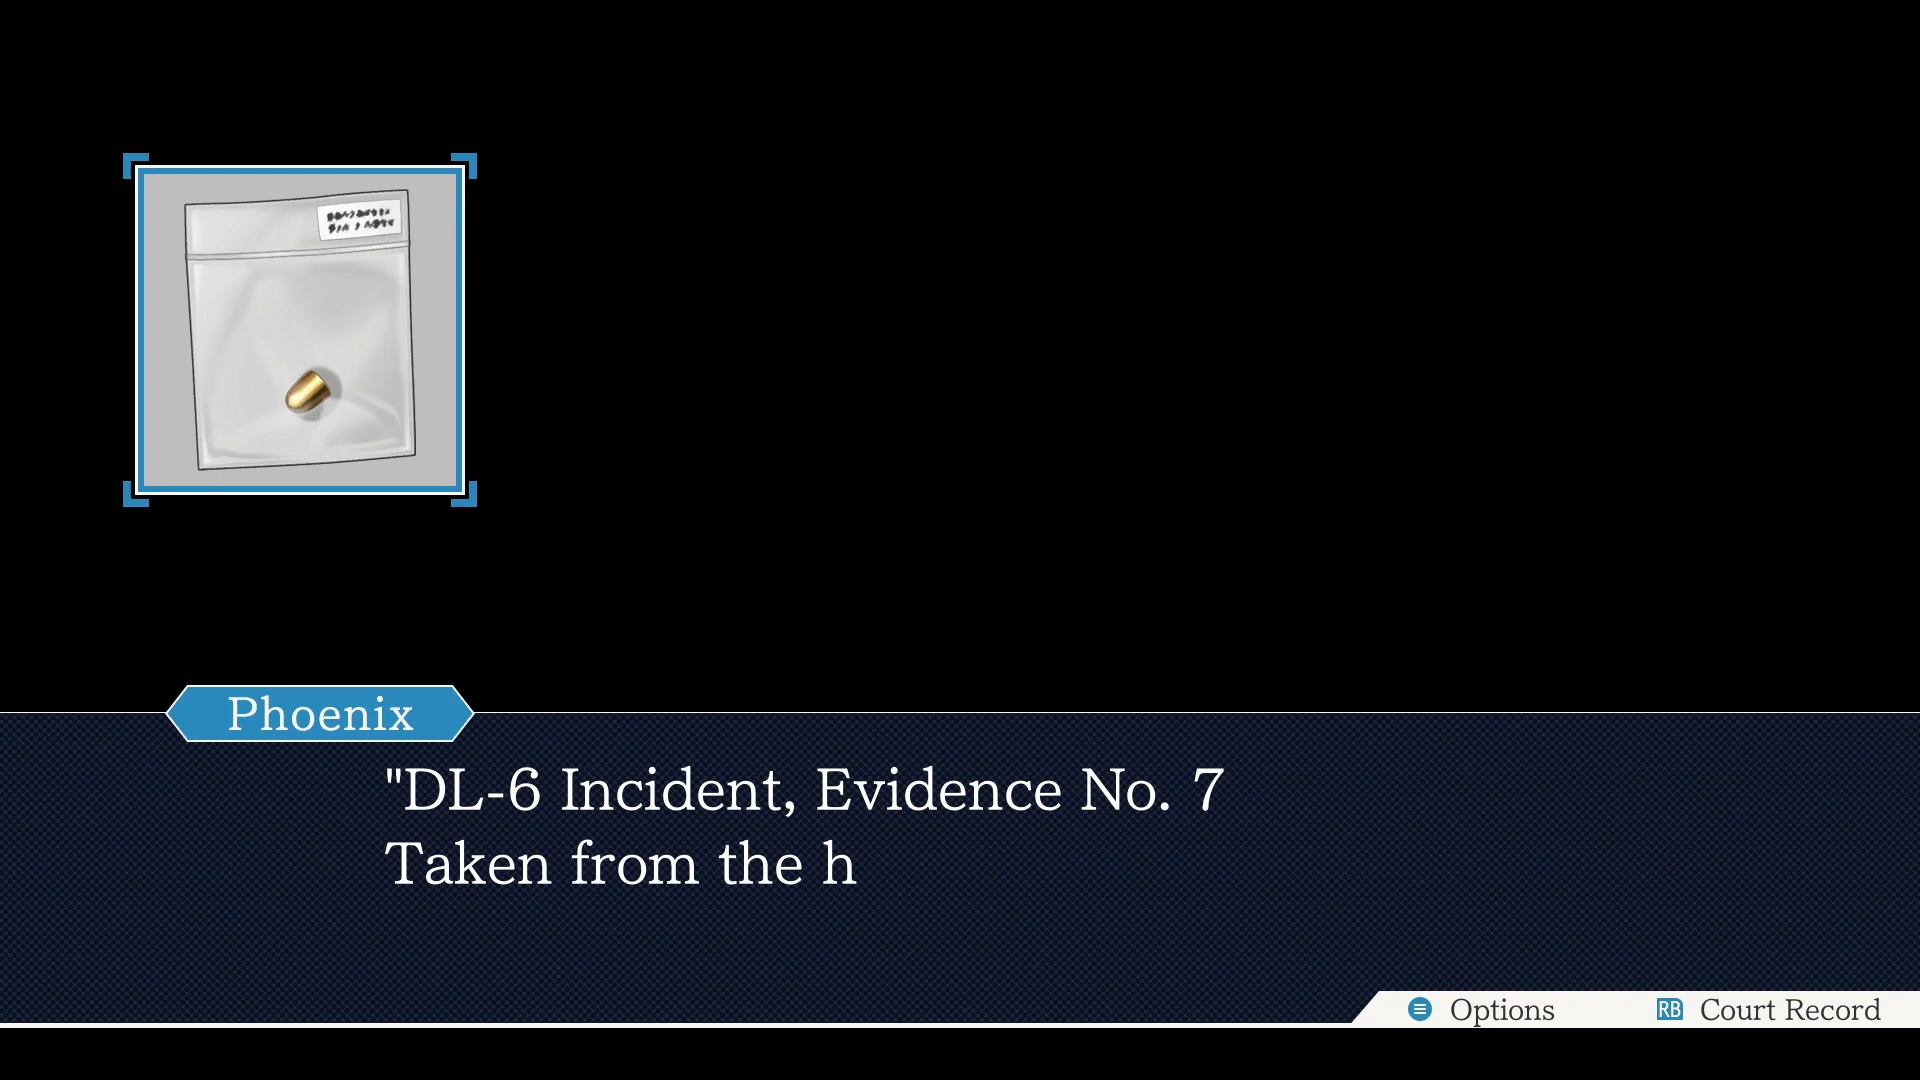 Phoenix
"DL-6 Incident, Evidence No. 7
Taken from the h
Options
RB Court Record